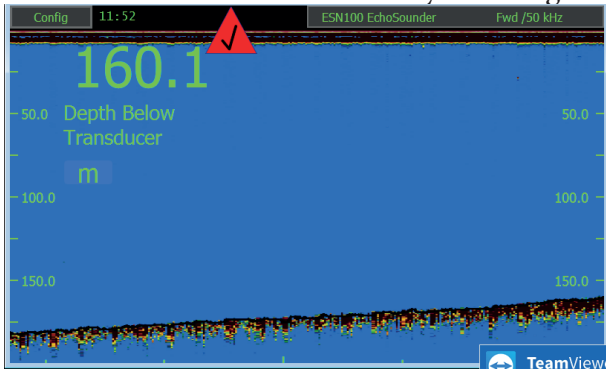 Config
11:52
ESN100 EchoSounder
Fwd /50 kHz
160.1
50.0
Depth Below
Transducer
50.0
m
100.0
100.0
150.0
150.0
TeamViewe